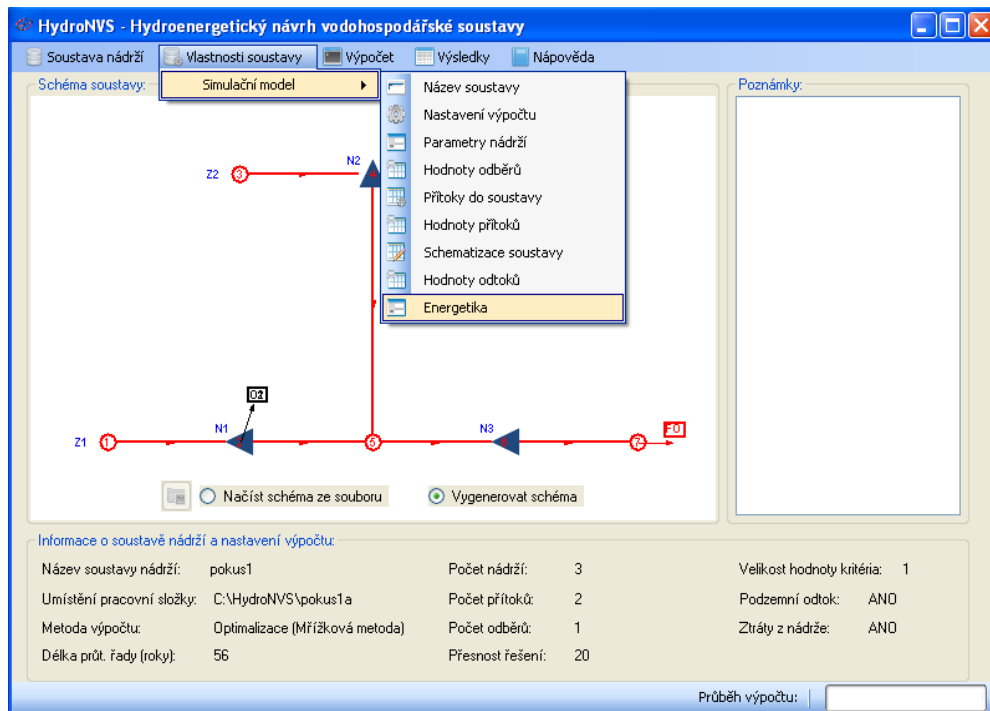 HydroNVS - Hydroenergetický návrh vodohospodářské soustavy
Soustava nádrží Vlastnosti soustavy Výpočet Výsledky Nápověda
Schéma soustavy:
Simulační model
Název soustavy
Nastavení výpočtu
Parametry nádrží
Hodnoty odběrů
Přítoky do soustavy
Hodnoty přítoků
Schematizace soustavy
Hodnoty odtoků
Energetika
Poznámky:
Z2 3 N2 4
Z1 1 N1 5 N3 6 7 F0
Načíst schéma ze souboru Vygenerovat schéma
Informace o soustavě nádrží a nastavení výpočtu:
Název soustavy nádrží: pokus1 Počet nádrží: 3 Velikost hodnoty kritéria: 1
Umístění pracovní složky: C:\HydroNVS\pokus1a Počet přítoků: 2 Podzemní odtok: ANO
Metoda výpočtu: Optimalizace (Mřížková metoda) Počet odběrů: 1 Ztráty z nádrže: ANO
Délka průt. řady (roky): 56 Přesnost řešení: 20
Průběh výpočtu: